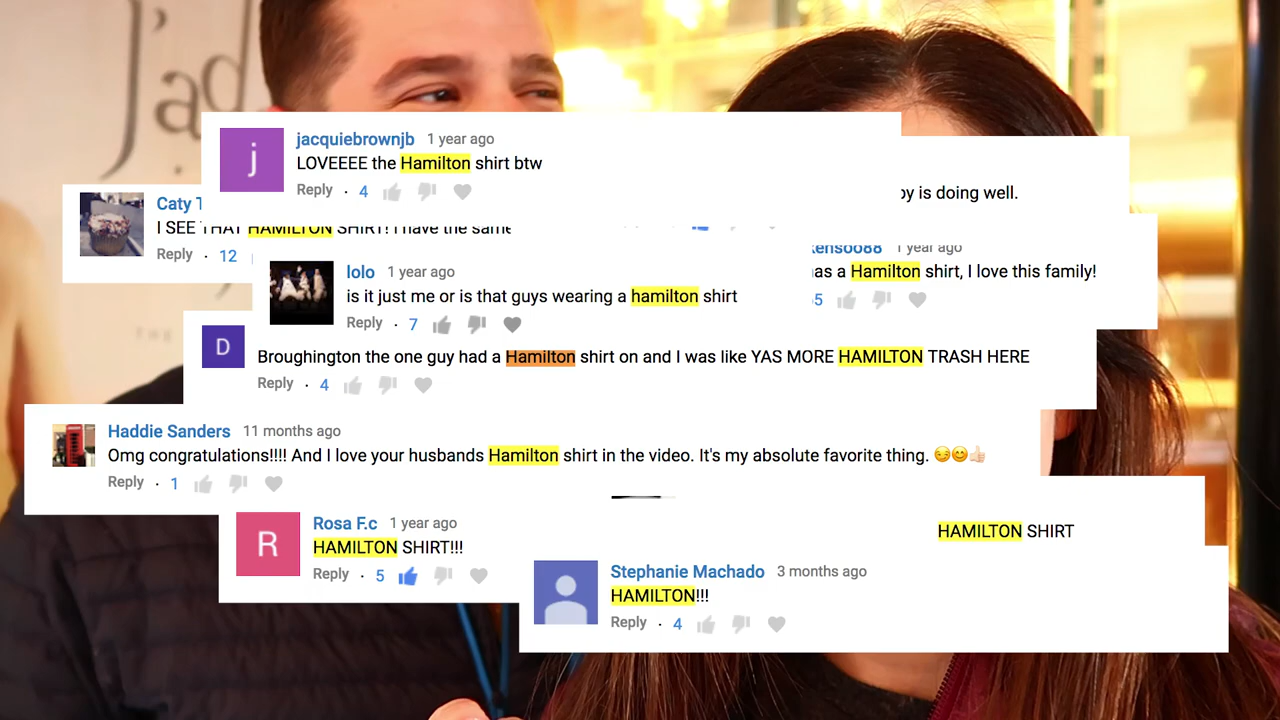 J'ad
jacquiebrownjb 1 year ago
LOVEEEE the Hamilton shirt btw
Reply · 4
by is doing well.
Caty
I SEE THAT HAMILTON SHIRT! I have the same
Reply · 12
1 year ago
as a Hamilton shirt, I love this family!
lolo 1 year ago
is it just me or is that guys wearing a hamilton shirt
Reply · 7
D
Broughington the one guy had a Hamilton shirt on and I was like YAS MORE HAMILTON TRASH HERE
Reply · 4
Haddie Sanders 11 months ago
Omg congratulations!!!! And I love your husbands Hamilton shirt in the video. It's my absolute favorite thing. 😏😊👍🏻
Reply · 1
R
Rosa F.c 1 year ago
HAMILTON SHIRT!!!
Reply · 5
HAMILTON SHIRT
Stephanie Machado 3 months ago
HAMILTON!!!
Reply · 4